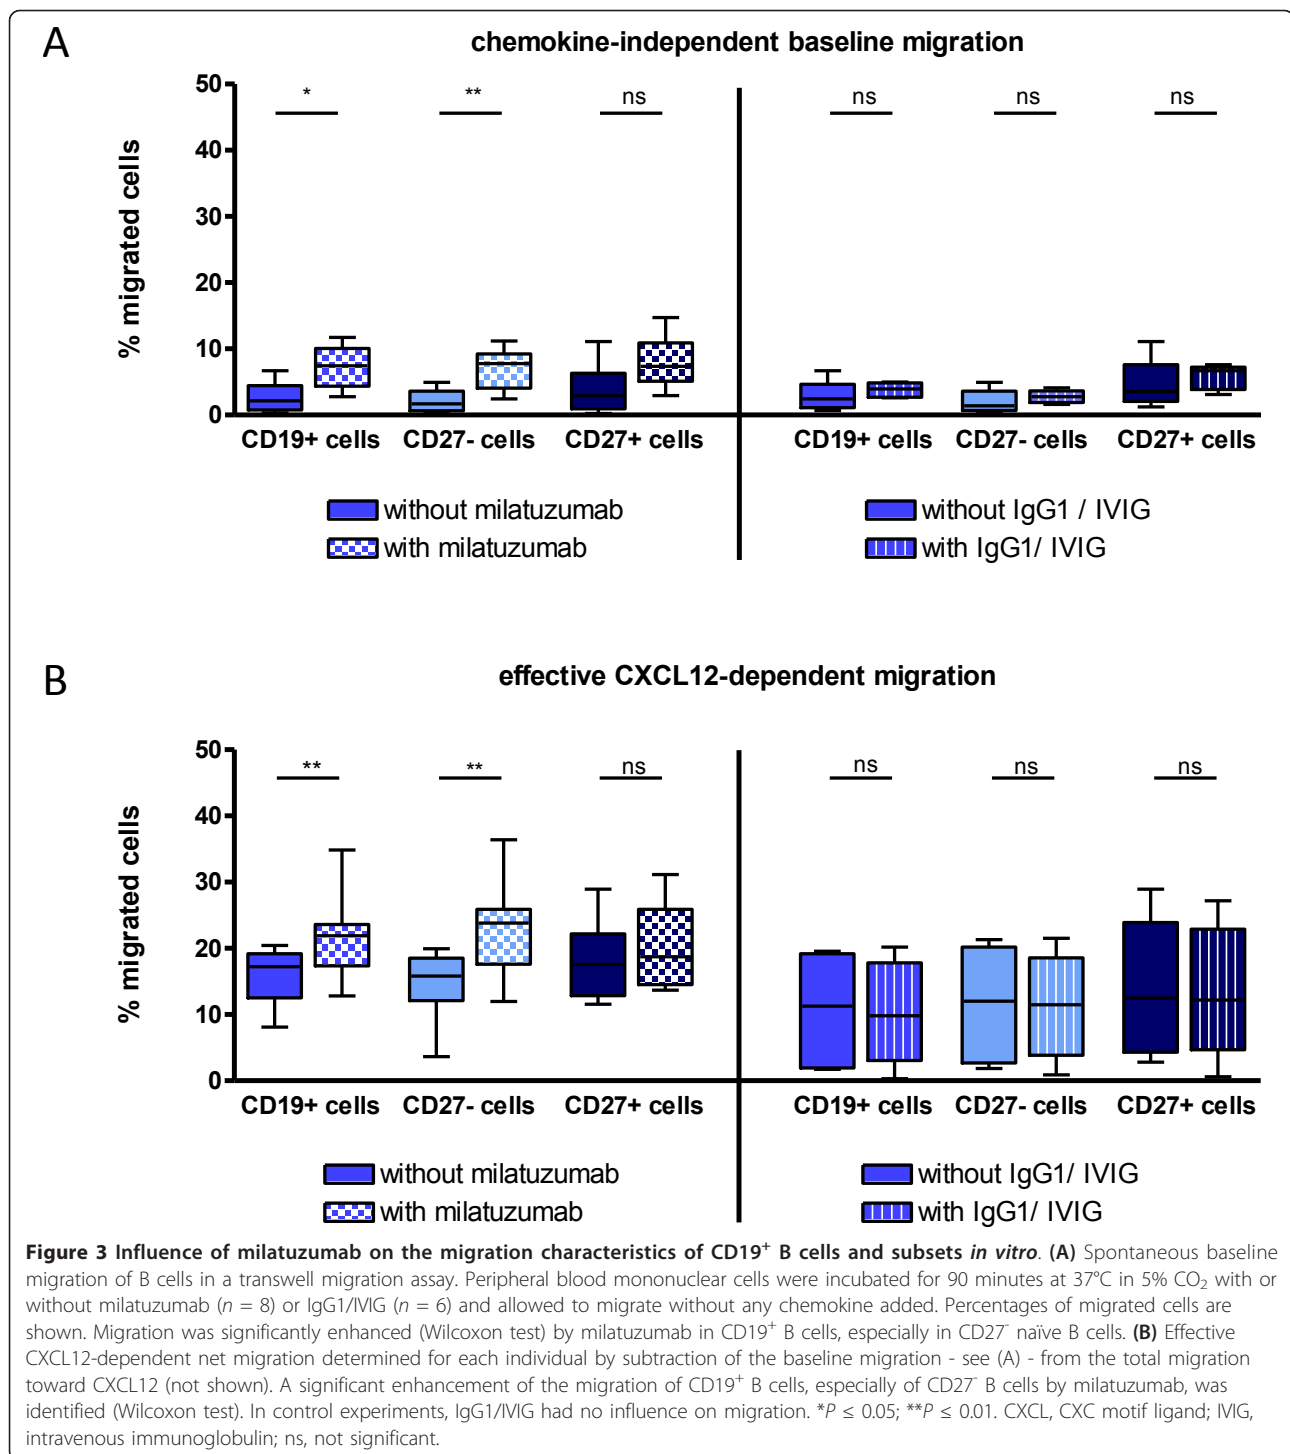 A
chemokine-independent baseline migration
% migrated cells
50
40
30
20
10
0
* ** ns ns ns ns
CD19+ cells CD27- cells CD27+ cells CD19+ cells CD27- cells CD27+ cells
without milatuzumab
with milatuzumab
without IgG1 / IVIG
with IgG1/ IVIG
B
effective CXCL12-dependent migration
% migrated cells
50
40
30
20
10
0
** ** ns ns ns ns
CD19+ cells CD27- cells CD27+ cells CD19+ cells CD27- cells CD27+ cells
without milatuzumab
with milatuzumab
without IgG1/ IVIG
with IgG1/ IVIG
Figure 3 Influence of milatuzumab on the migration characteristics of CD19⁺ B cells and subsets in vitro. (A) Spontaneous baseline
migration of B cells in a transwell migration assay. Peripheral blood mononuclear cells were incubated for 90 minutes at 37°C in 5% CO₂ with or
without milatuzumab (n = 8) or IgG1/IVIG (n = 6) and allowed to migrate without any chemokine added. Percentages of migrated cells are
shown. Migration was significantly enhanced (Wilcoxon test) by milatuzumab in CD19⁺ B cells, especially in CD27⁻ naïve B cells. (B) Effective
CXCL12-dependent net migration determined for each individual by subtraction of the baseline migration - see (A) - from the total migration
toward CXCL12 (not shown). A significant enhancement of the migration of CD19⁺ B cells, especially of CD27⁻ B cells by milatuzumab, was
identified (Wilcoxon test). In control experiments, IgG1/IVIG had no influence on migration. *P ≤ 0.05; **P ≤ 0.01. CXCL, CXC motif ligand; IVIG,
intravenous immunoglobulin; ns, not significant.